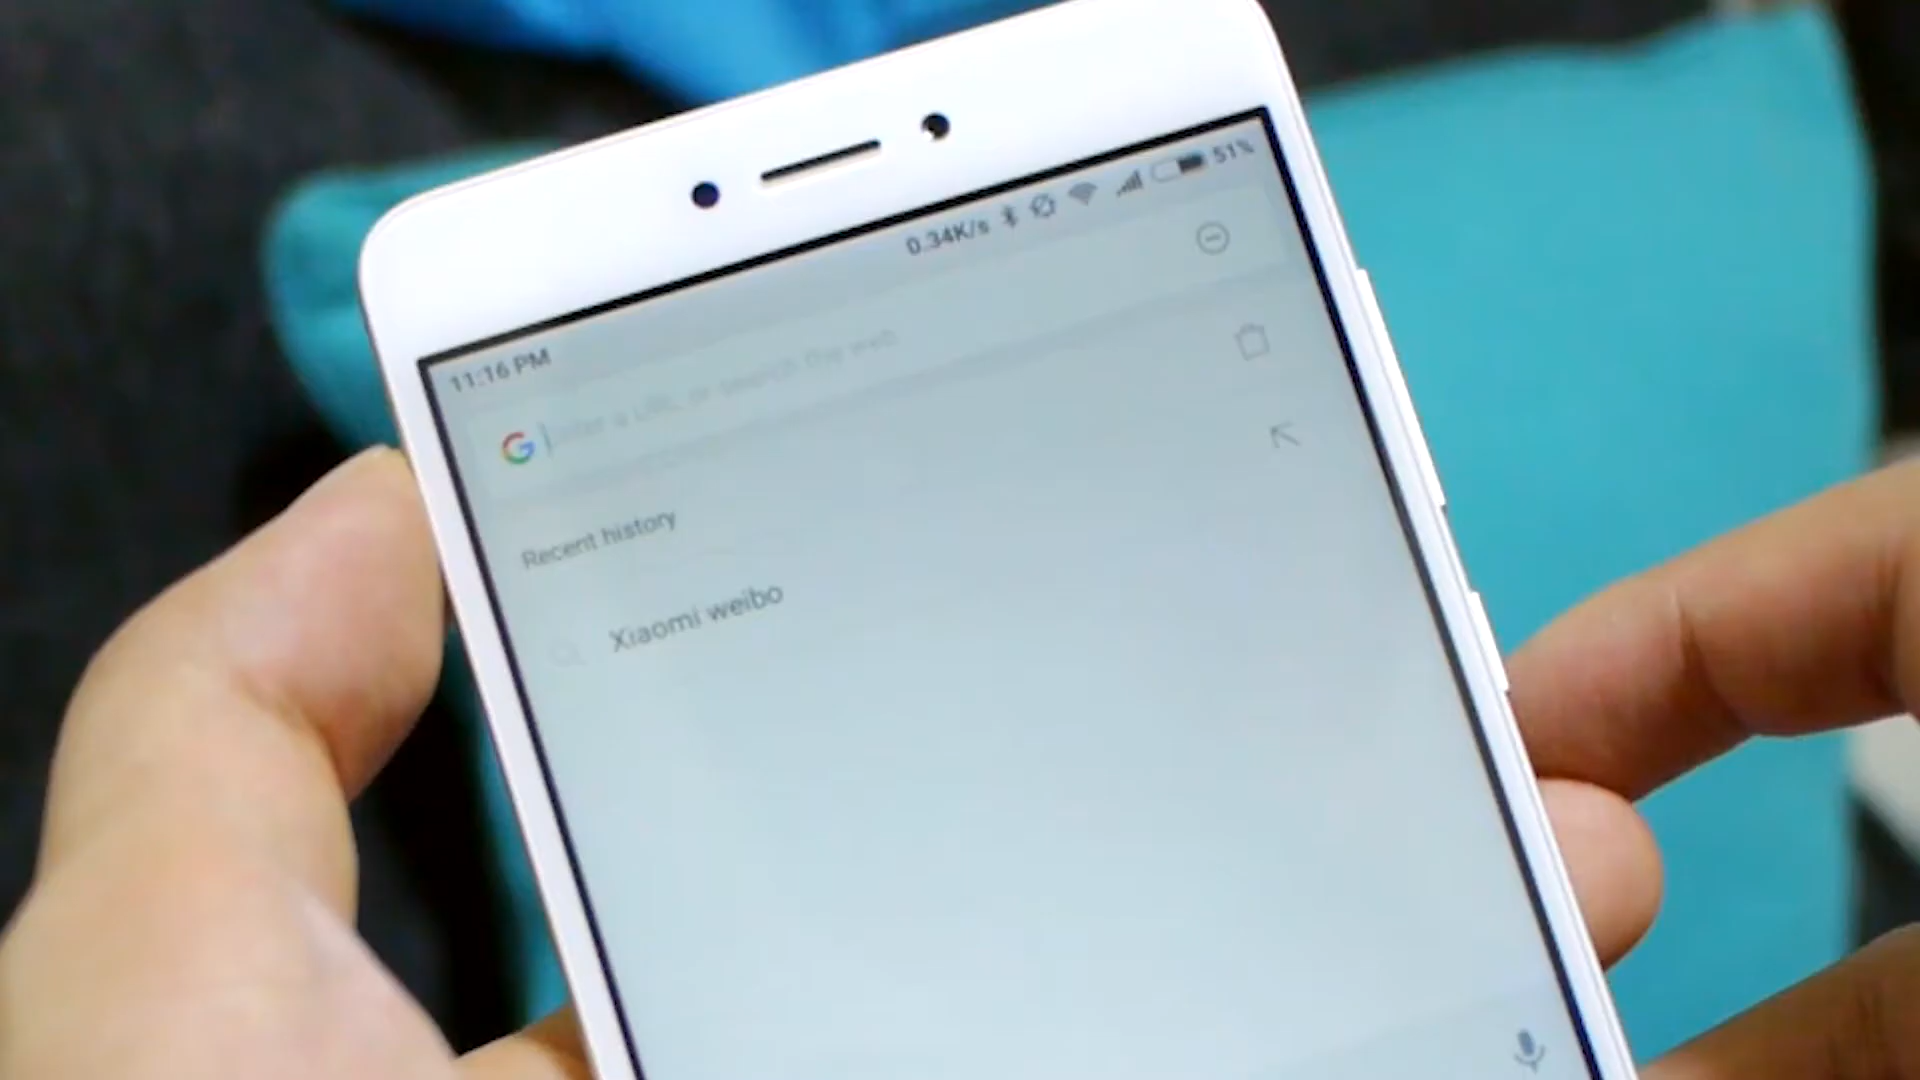 0.34K/s 51%
11:16 PM
Enter a URL or search the web
Recent history
Xiaomi weibo